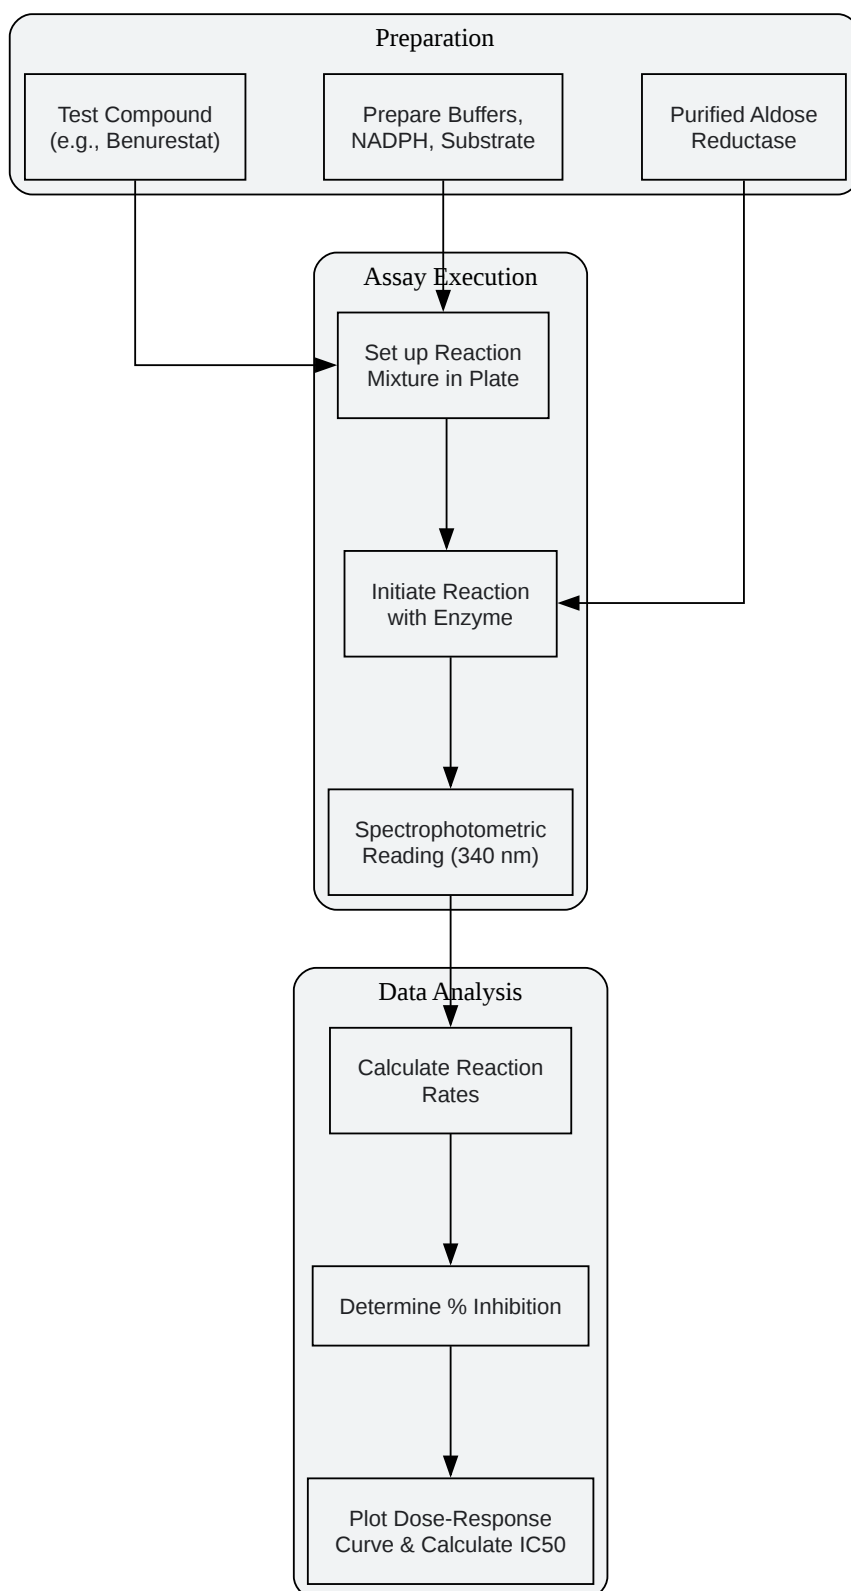 Preparation
Test Compound
(e.g., Benurestat)
Prepare Buffers,
NADPH, Substrate
Purified Aldose
Reductase
Assay Execution
Set up Reaction
Mixture in Plate
Initiate Reaction
with Enzyme
Spectrophotometric
Reading (340 nm)
Data Analysis
Calculate Reaction
Rates
Determine % Inhibition
Plot Dose-Response
Curve & Calculate IC50